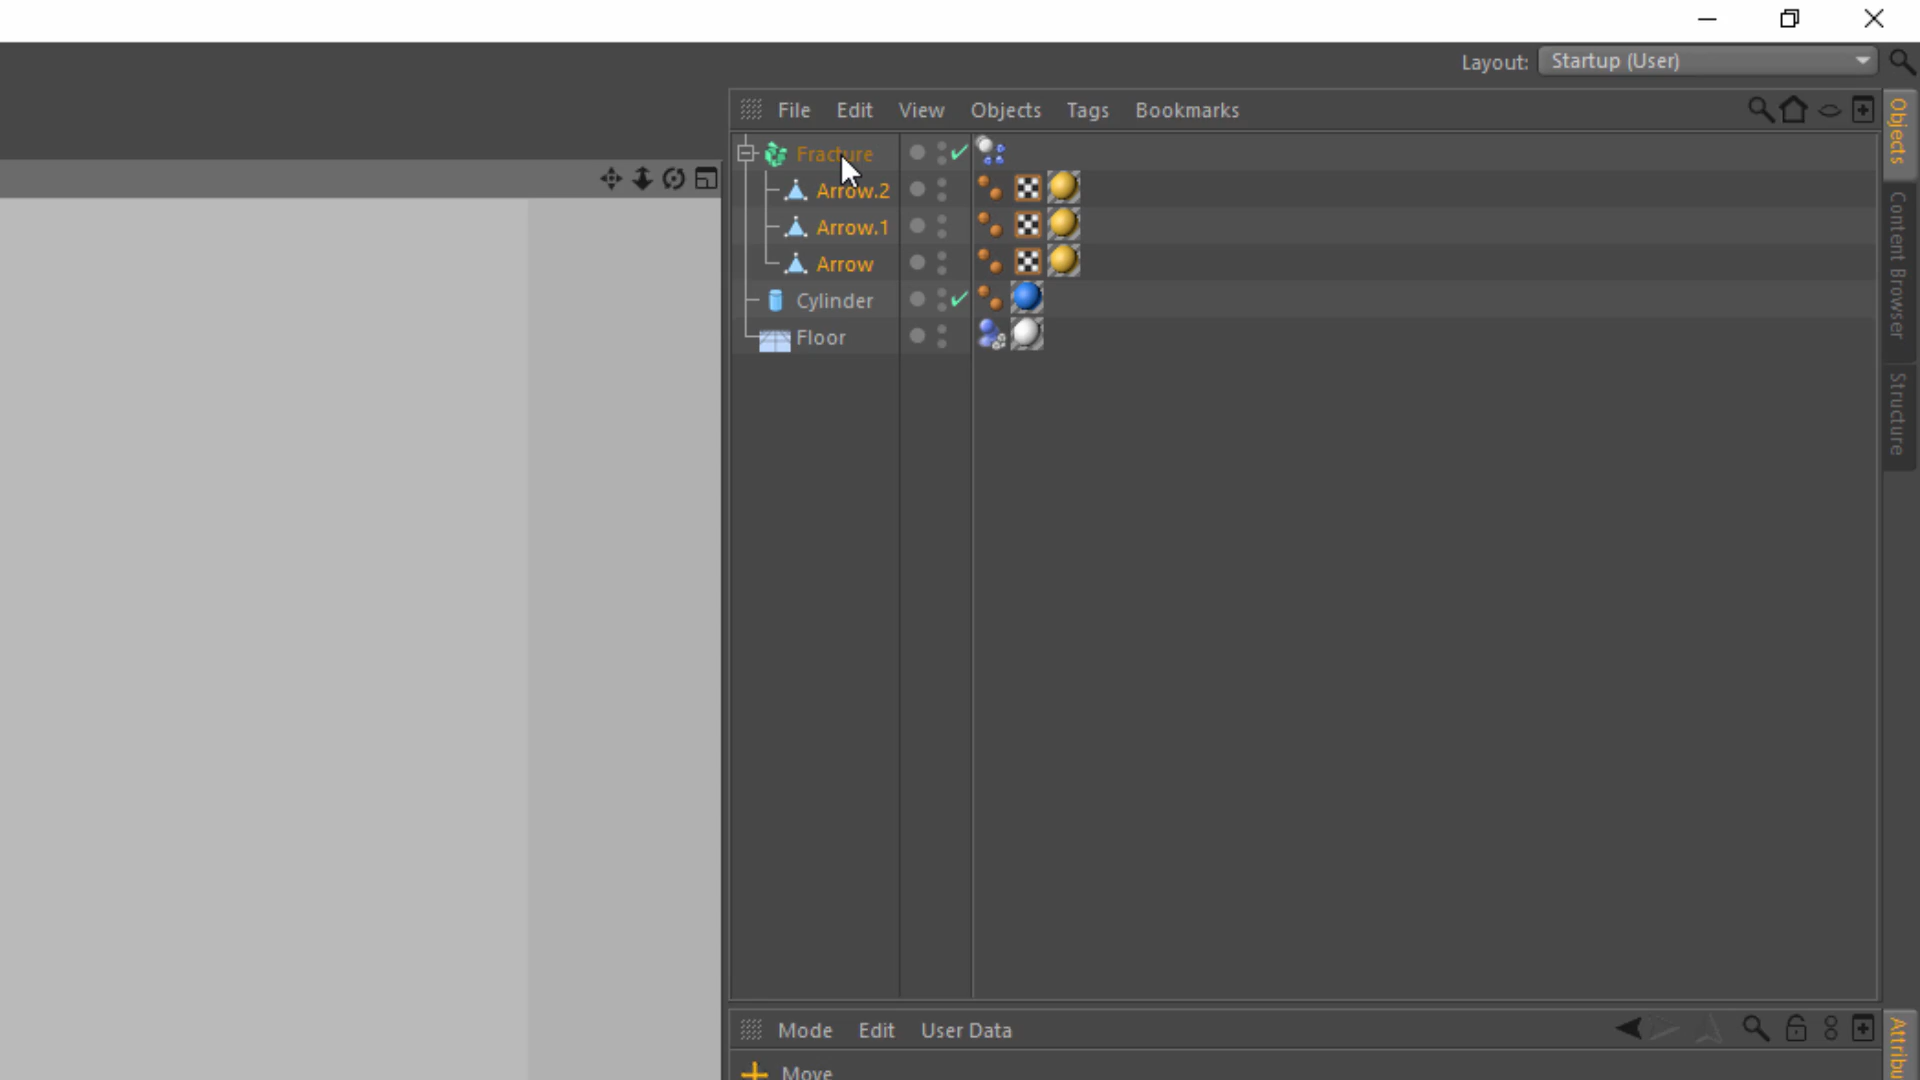 Layout: Startup (User)
File Edit View Objects Tags Bookmarks
Fracture
Arrow.2
Arrow.1
Arrow
Cylinder
Floor
Objects
Content Browser
Structure
Mode Edit User Data
Move
Attribu